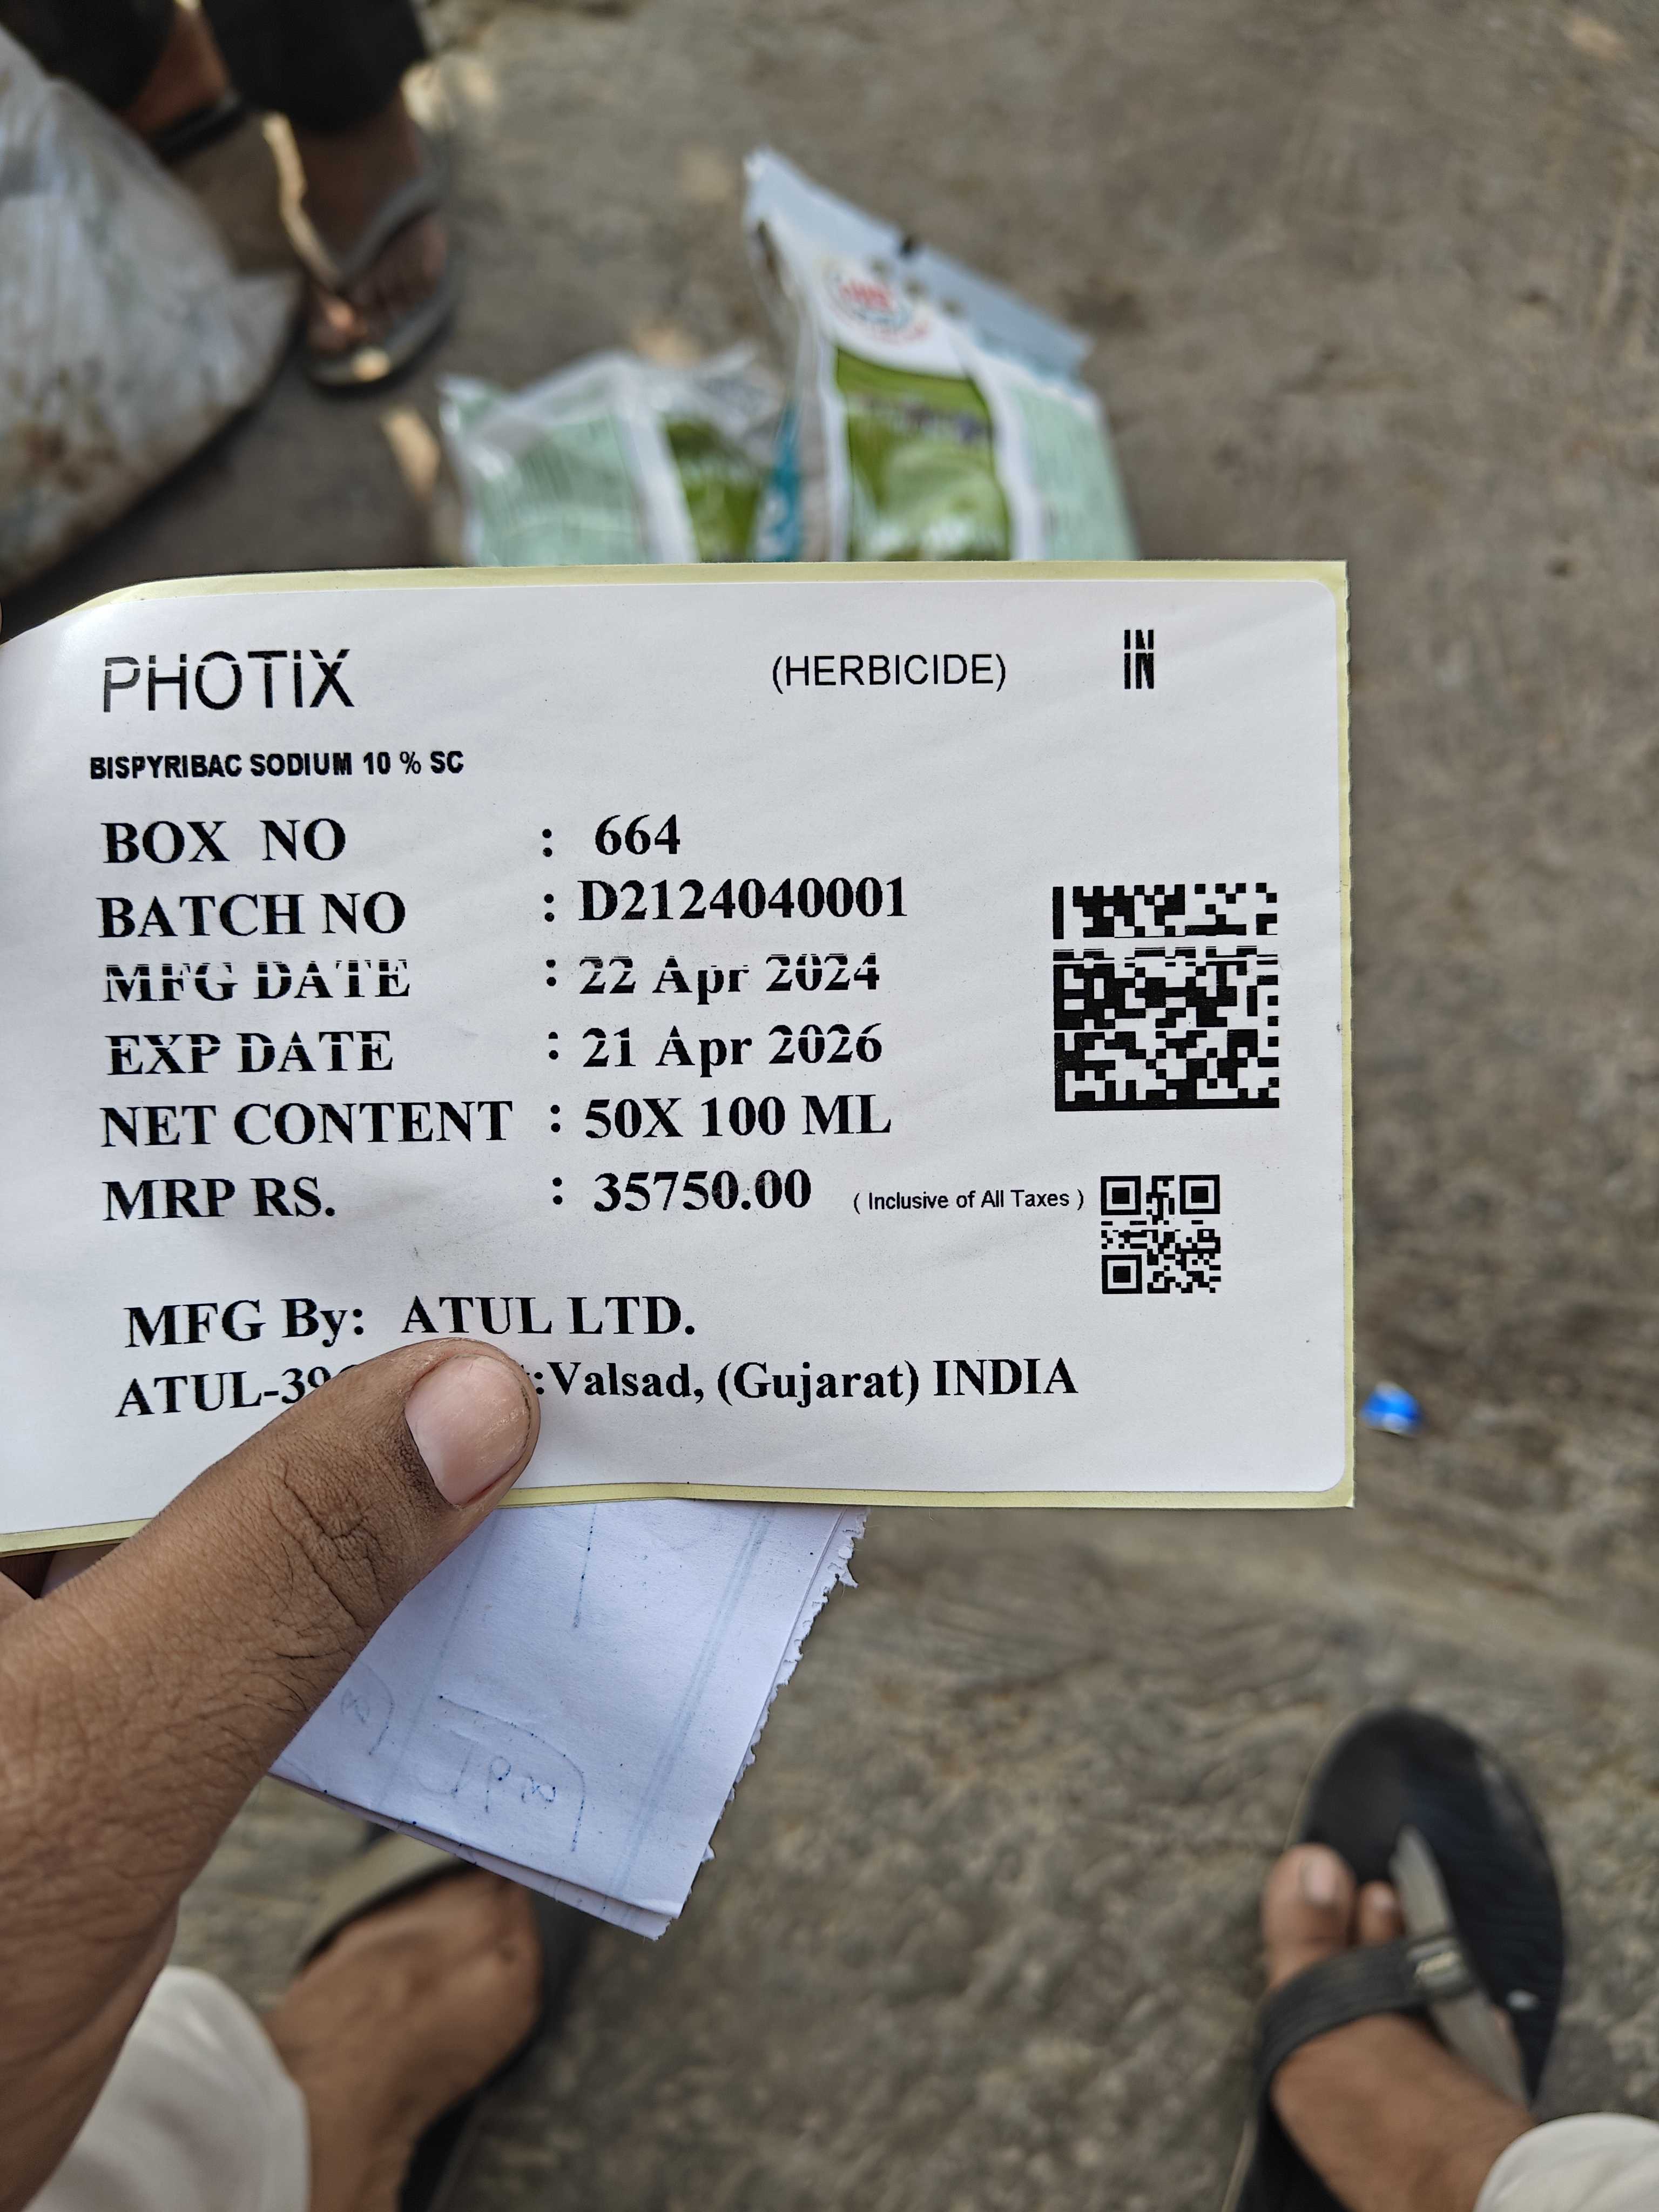 PHOTIX (HERBICIDE) IN
BISPYRIBAC SODIUM 10 % SC
BOX NO : 664
BATCH NO : D2124040001
MFG DATE : 22 Apr 2024
EXP DATE : 21 Apr 2026
NET CONTENT : 50X 100 ML
MRP RS. : 35750.00 ( Inclusive of All Taxes )
MFG By: ATUL LTD.
:Valsad, (Gujarat) INDIA